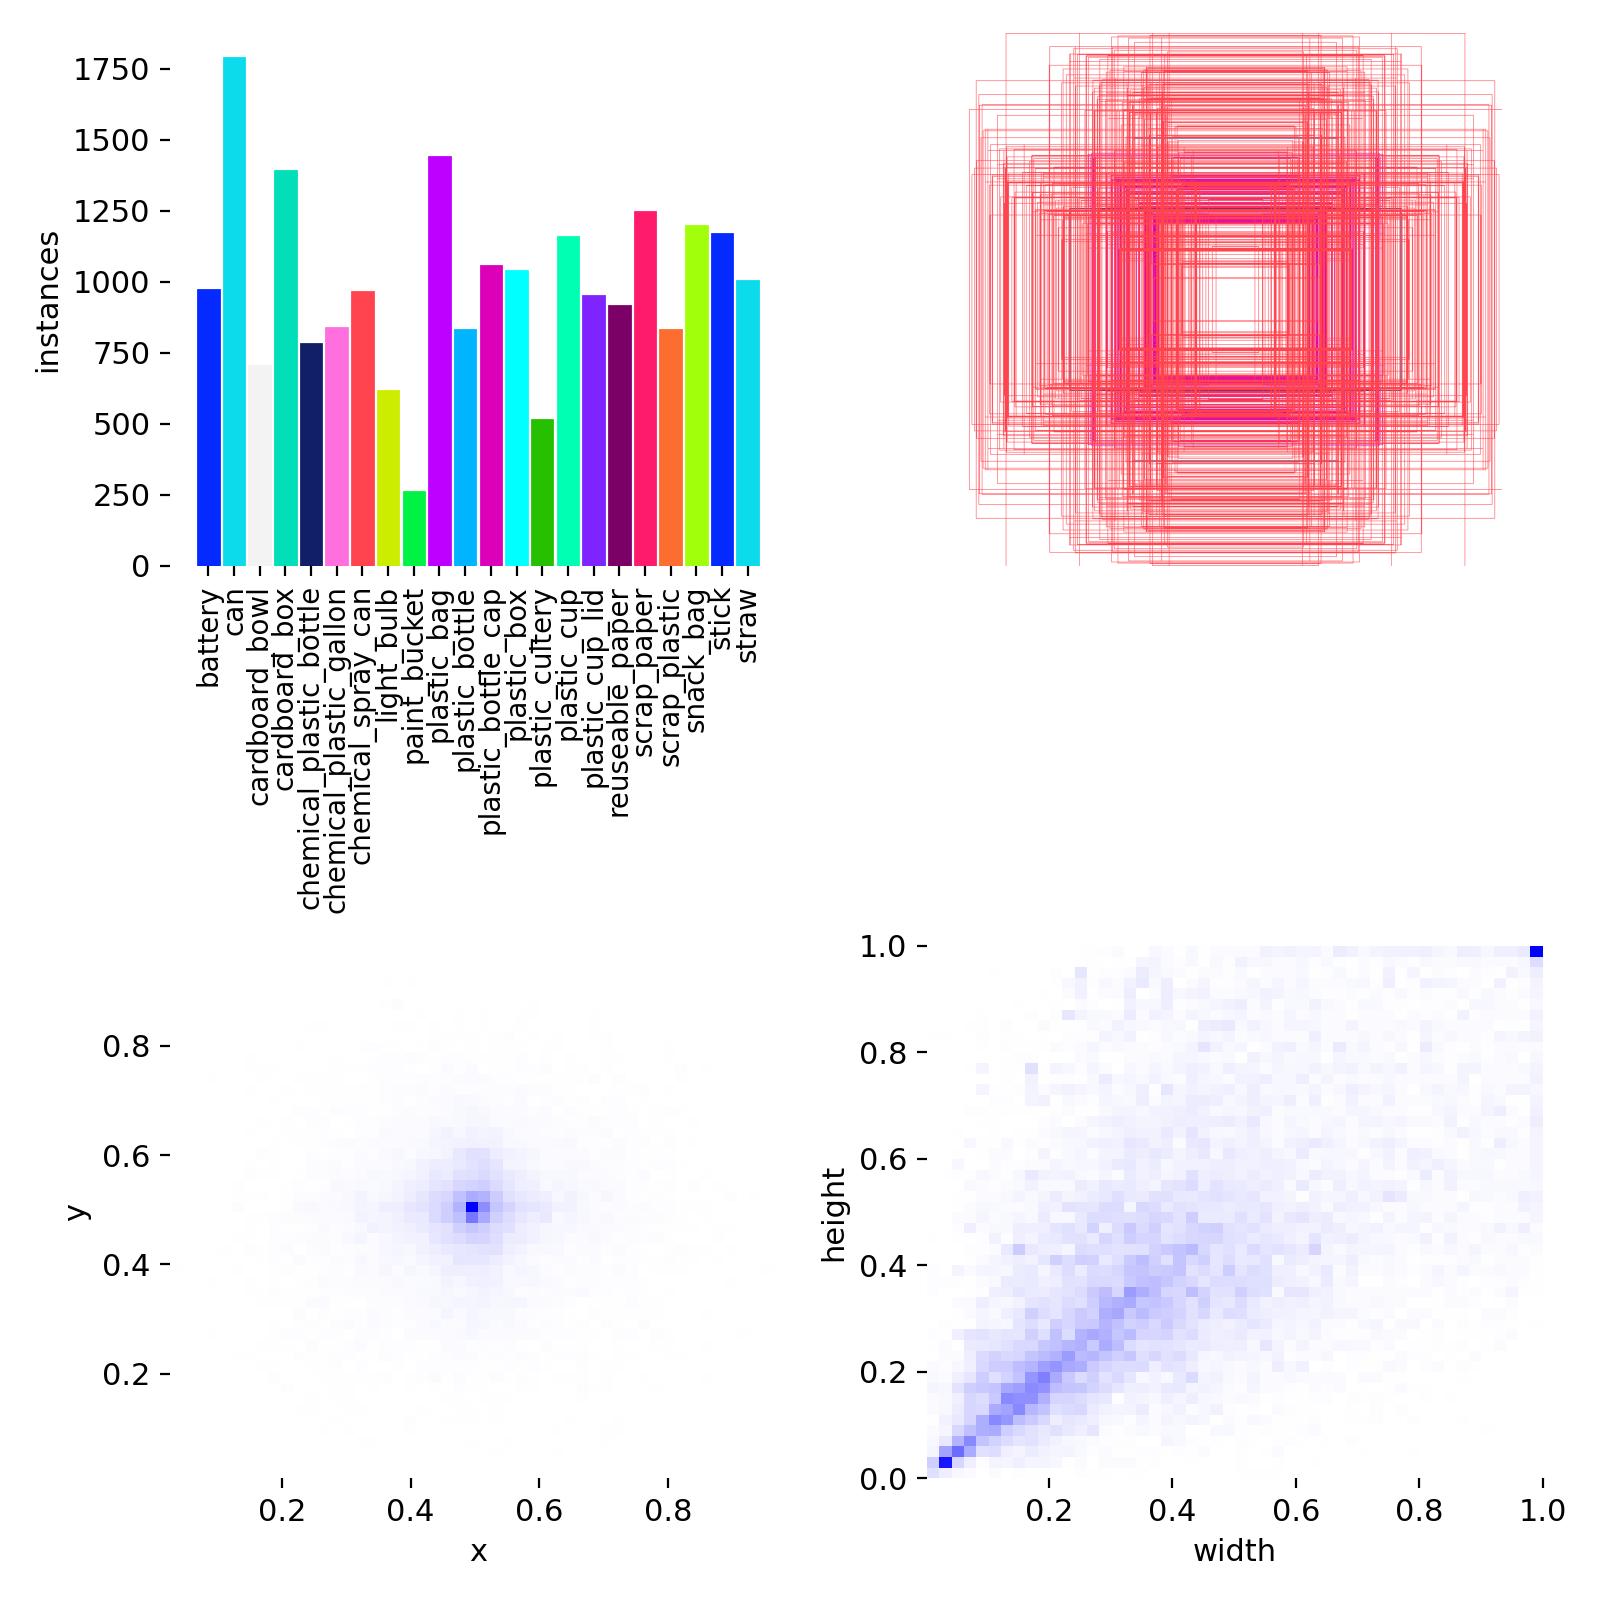 instances
1750
1500
1250
1000
750
500
250
0
battery
can
cardboard_bowl
cardboard_box
chemical_plastic_bottle
chemical_plastic_gallon
chemical_spray_can
light_bulb
paint_bucket
plastic_bag
plastic_bottle
plastic_bottle_cap
plastic_box
plastic_cultery
plastic_cup
plastic_cup_lid
reuseable_paper
scrap_paper
scrap_plastic
snack_bag
stick
straw
y
0.8
0.6
0.4
0.2
0.2 0.4 0.6 0.8
x
height
1.0
0.8
0.6
0.4
0.2
0.0
0.2 0.4 0.6 0.8 1.0
width